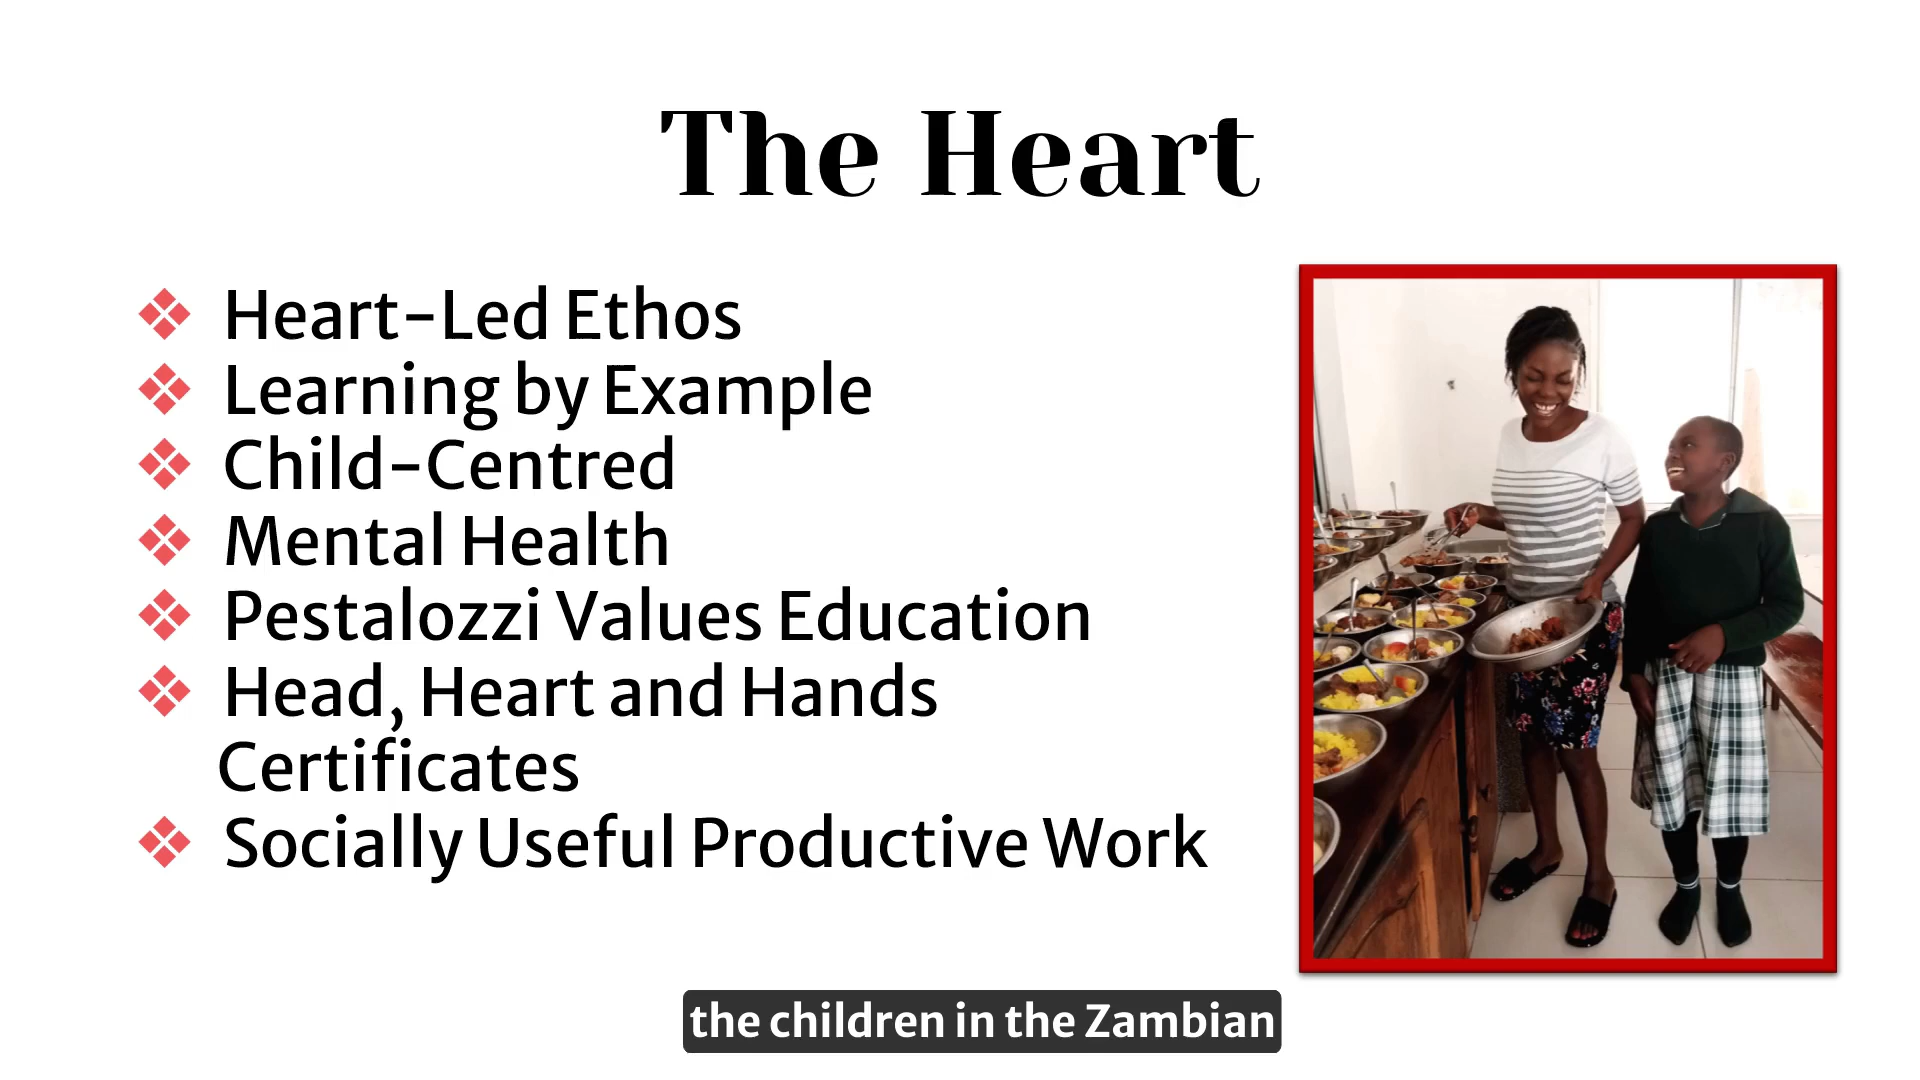 The Heart
Heart-Led Ethos
Learning by Example
Child-Centred
Mental Health
Pestalozzi Values Education
Head, Heart and Hands
Certificates
Socially Useful Productive Work
the children in the Zambian